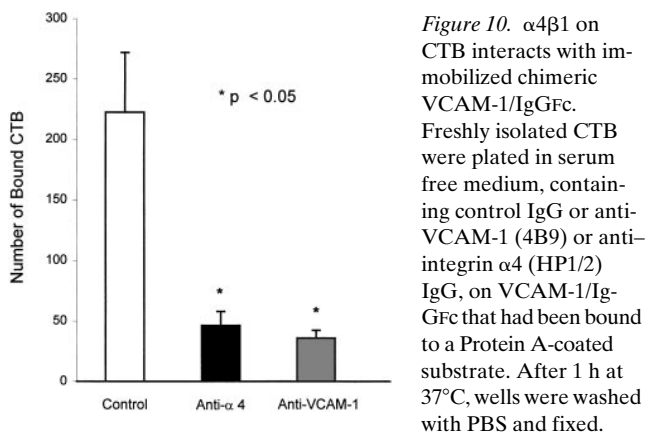 300
250
200
150
100
50
0
Number of Bound CTB
* p < 0.05
*
*
Control
Anti-α 4
Anti-VCAM-1
Figure 10. α4β1 on
CTB interacts with im-
mobilized chimeric
VCAM-1/IgGFc.
Freshly isolated CTB
were plated in serum
free medium, contain-
ing control IgG or anti-
VCAM-1 (4B9) or anti–
integrin α4 (HP1/2)
IgG, on VCAM-1/Ig-
GFc that had been bound
to a Protein A-coated
substrate. After 1 h at
37°C, wells were washed
with PBS and fixed.